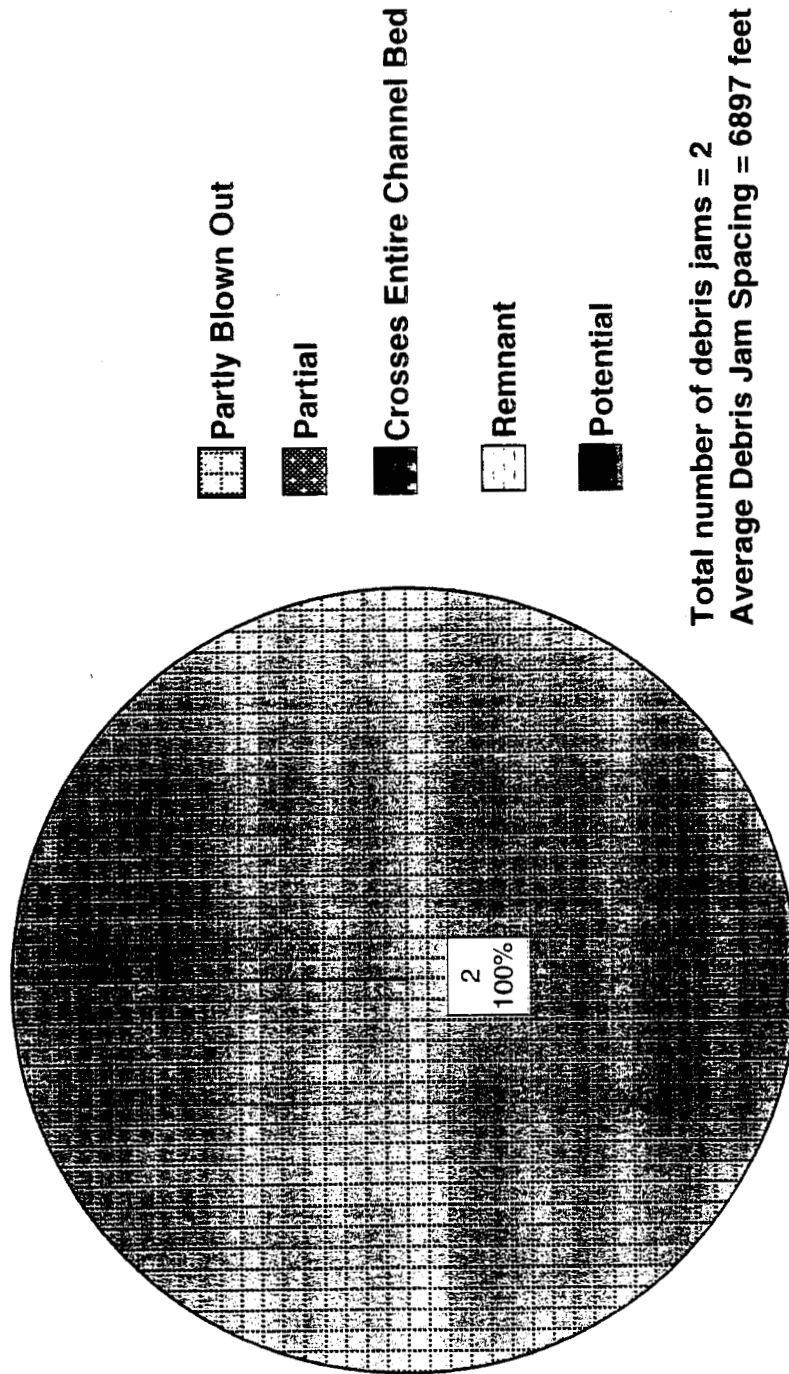 Partly Blown Out
Partial
Crosses Entire Channel Bed
Remnant
Potential
2
100%
Total number of debris jams = 2
Average Debris Jam Spacing = 6897 feet